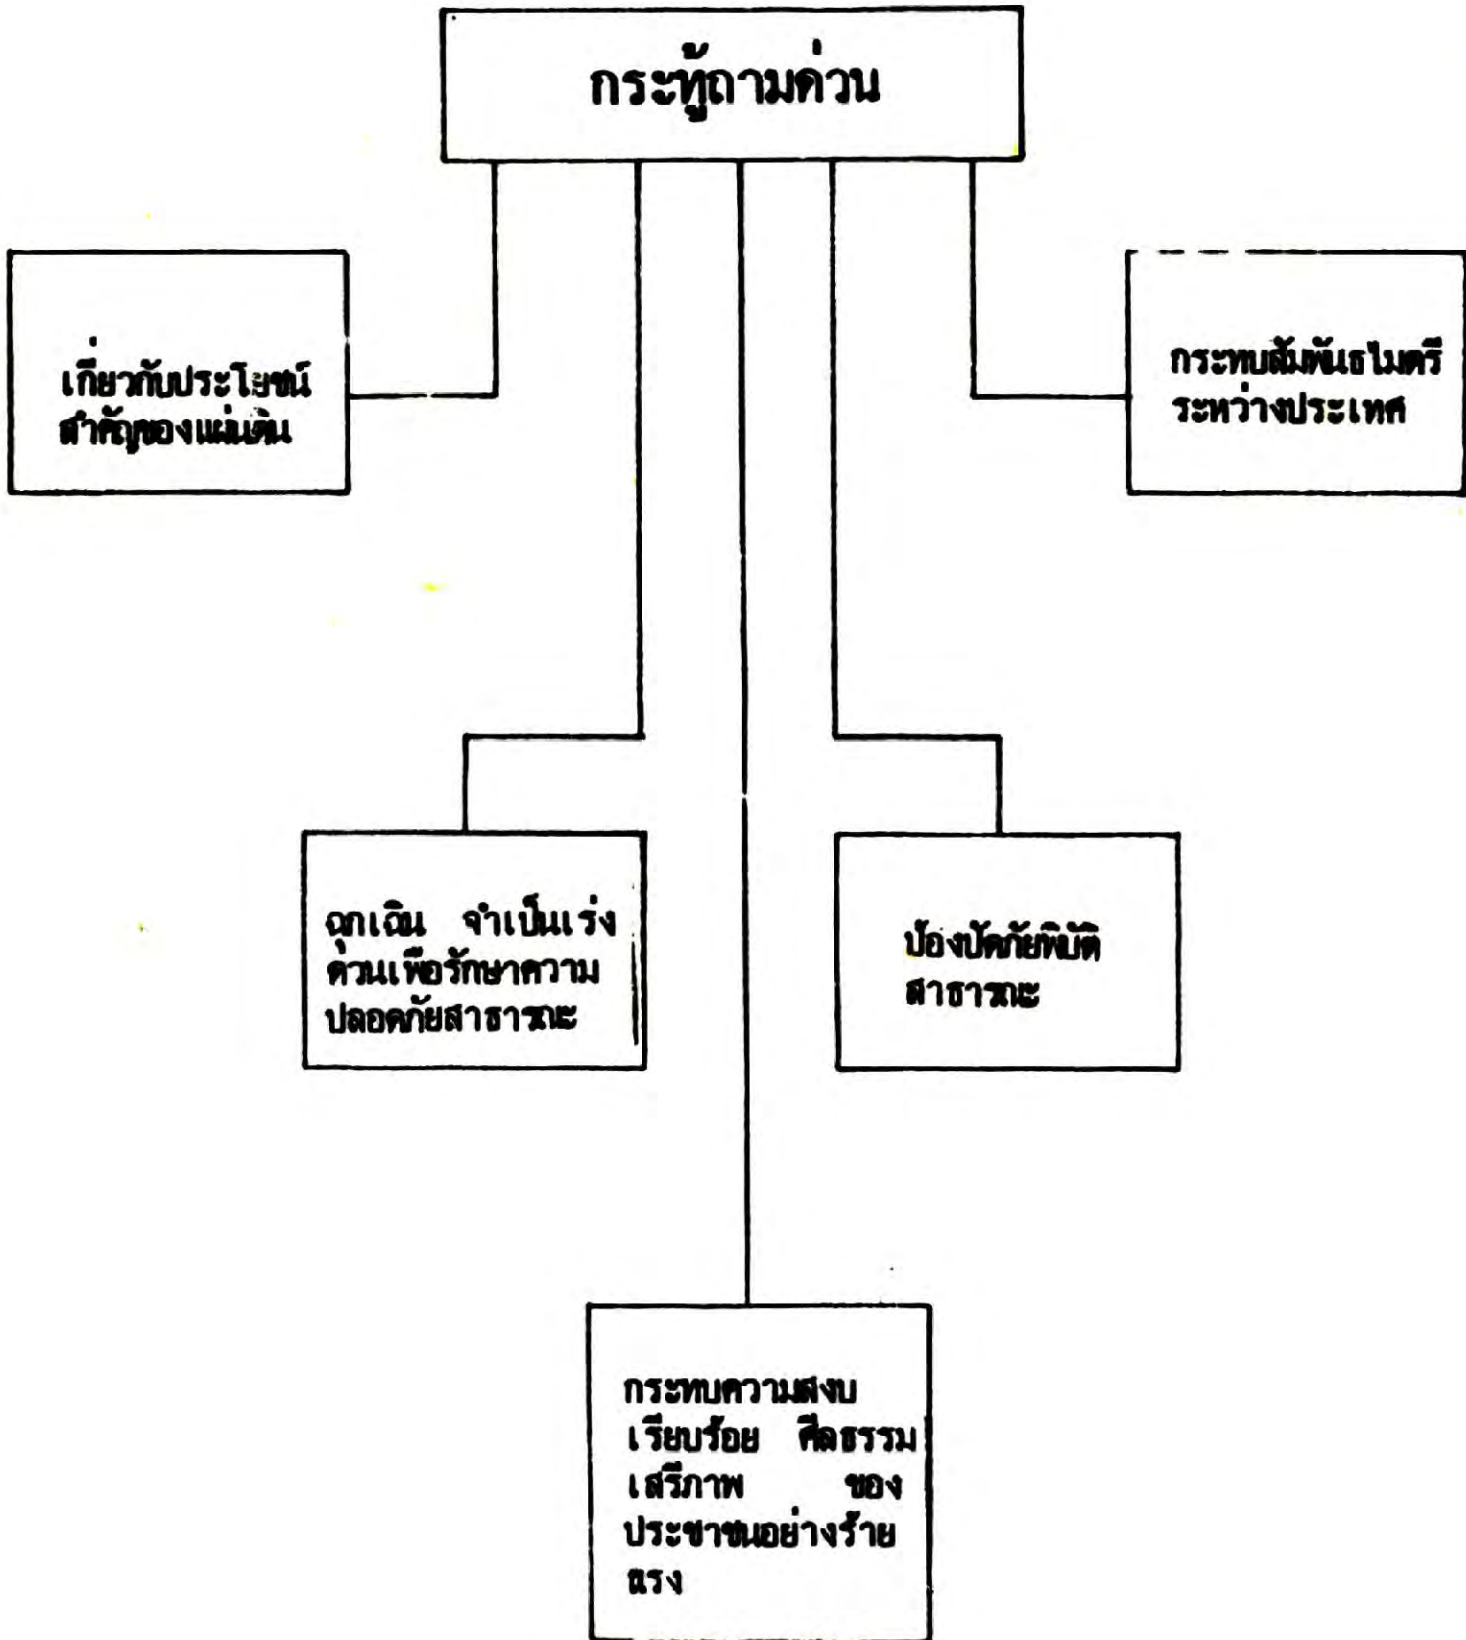 กระทู้ถามด่วน
เกี่ยวกับประโยชน์
สำคัญของแผ่นดิน
กระทบสัมพันธไมตรี
ระหว่างประเทศ
ฉุกเฉิน จำเป็นเร่ง
ด่วนเพื่อรักษาความ
ปลอดภัยสาธารณะ
ป้องปัดภัยพิบัติ
สาธารณะ
กระทบความสงบ
เรียบร้อย ศีลธรรม
เสรีภาพ ของ
ประชาชนอย่างร้าย
แรง